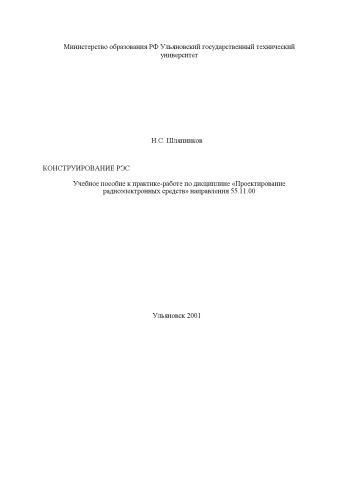 Министерство образования РФ Ульяновский государственный технический
университет
Н.С. Шляпников
КОНСТРУИРОВАНИЕ РЭС
Учебное пособие к практике-работе по дисциплине «Проектирование
радиоэлектронных средств» направления 55.11.00
Ульяновск 2001